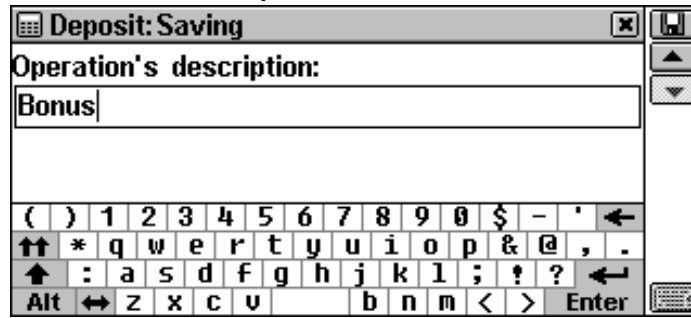 Deposit: Saving
Operation's description:
Bonus
( ) 1 2 3 4 5 6 7 8 9 0 $ - '
* q w e r t y u i o p & @ , .
: a s d f g h j k l ; ! ?
Alt z x c v b n m < > Enter